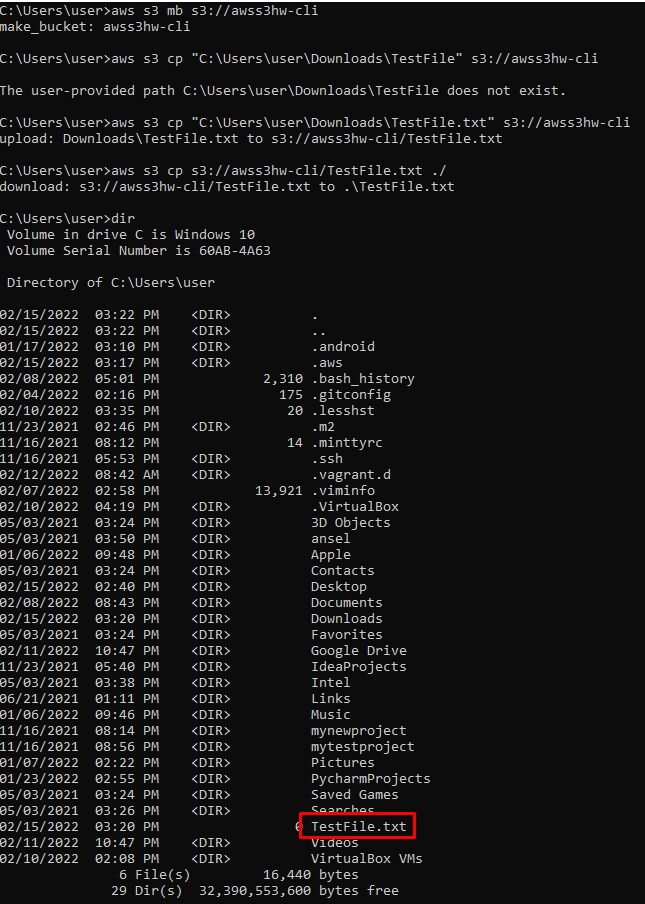 C:\Users\user>aws s3 mb s3://awss3hw-cli
make_bucket: awss3hw-cli
C:\Users\user>aws s3 cp "C:\Users\user\Downloads\TestFile" s3://awss3hw-cli
The user-provided path C:\Users\user\Downloads\TestFile does not exist.
C:\Users\user>aws s3 cp "C:\Users\user\Downloads\TestFile.txt" s3://awss3hw-cli
upload: Downloads\TestFile.txt to s3://awss3hw-cli/TestFile.txt
C:\Users\user>aws s3 cp s3://awss3hw-cli/TestFile.txt ./
download: s3://awss3hw-cli/TestFile.txt to .\TestFile.txt
C:\Users\user>dir
Volume in drive C is Windows 10
Volume Serial Number is 60AB-4A63
Directory of C:\Users\user
02/15/2022 03:22 PM <DIR> .
02/15/2022 03:22 PM <DIR> ..
01/17/2022 03:10 PM <DIR> .android
02/15/2022 03:17 PM <DIR> .aws
02/08/2022 05:01 PM 2,310 .bash_history
02/04/2022 02:16 PM 175 .gitconfig
02/10/2022 03:35 PM 20 .lesshst
11/23/2021 02:46 PM <DIR> .m2
11/16/2021 08:12 PM 14 .minttyrc
11/16/2021 05:53 PM <DIR> .ssh
02/12/2022 08:42 AM <DIR> .vagrant.d
02/07/2022 02:58 PM 13,921 .viminfo
02/10/2022 04:19 PM <DIR> .VirtualBox
05/03/2021 03:24 PM <DIR> 3D Objects
05/03/2021 03:50 PM <DIR> ansel
01/06/2022 09:48 PM <DIR> Apple
05/03/2021 03:24 PM <DIR> Contacts
02/15/2022 02:40 PM <DIR> Desktop
02/08/2022 08:43 PM <DIR> Documents
02/15/2022 03:20 PM <DIR> Downloads
05/03/2021 03:24 PM <DIR> Favorites
02/11/2022 10:47 PM <DIR> Google Drive
11/23/2021 05:40 PM <DIR> IdeaProjects
05/03/2021 03:38 PM <DIR> Intel
06/21/2021 01:11 PM <DIR> Links
01/06/2022 09:46 PM <DIR> Music
11/16/2021 08:14 PM <DIR> mynewproject
11/16/2021 08:56 PM <DIR> mytestproject
01/07/2022 02:22 PM <DIR> Pictures
01/23/2022 02:55 PM <DIR> PycharmProjects
05/03/2021 03:24 PM <DIR> Saved Games
05/03/2021 03:26 PM <DIR> Searches
02/15/2022 03:20 PM 0 TestFile.txt
02/11/2022 10:47 PM <DIR> Videos
02/10/2022 02:08 PM <DIR> VirtualBox VMs
6 File(s) 16,440 bytes
29 Dir(s) 32,390,553,600 bytes free